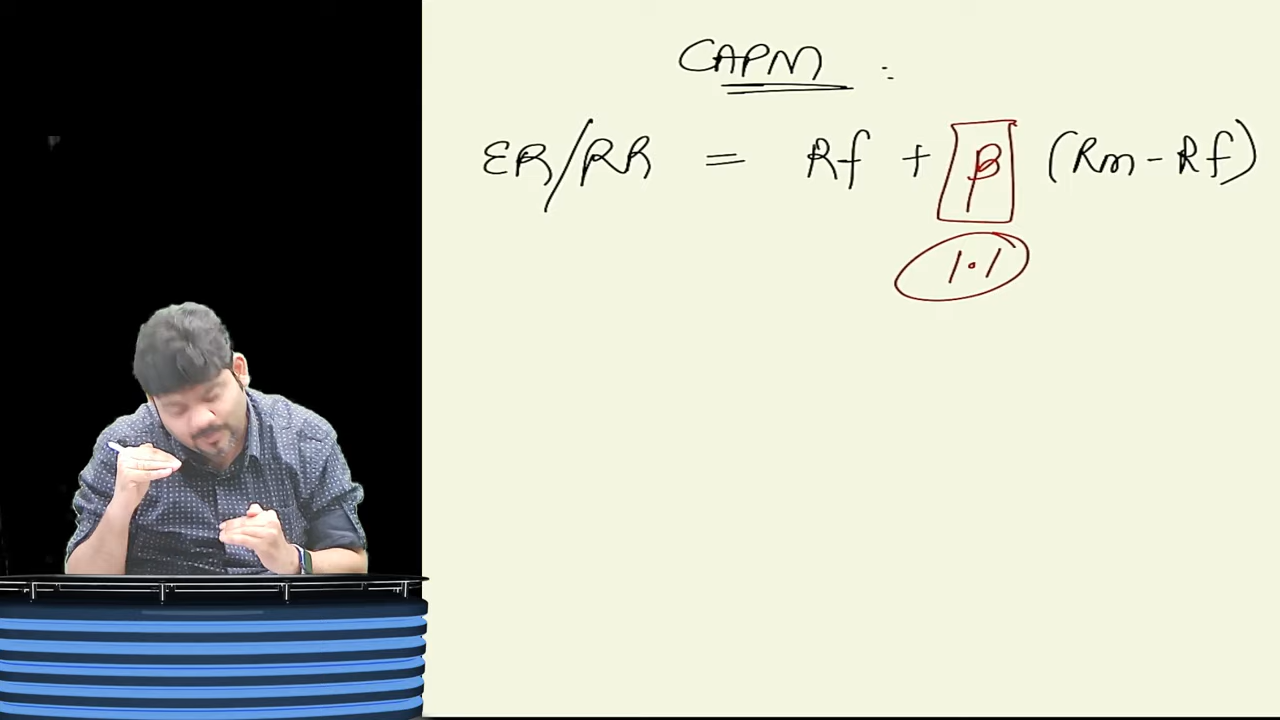 CAPM :
ER/RR = Rf + β (Rm - Rf)
1.1